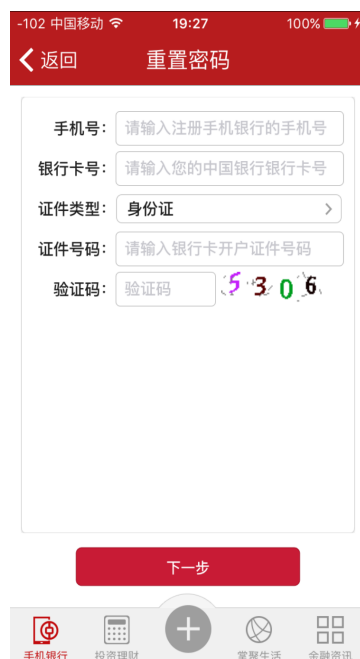 -102 中国移动 19:27 100%
返回 重置密码
手机号： 请输入注册手机银行的手机号
银行卡号： 请输入您的中国银行银行卡号
证件类型： 身份证
证件号码： 请输入银行卡开户证件号码
验证码： 验证码 5306
下一步
手机银行 投资理财 掌聚生活 金融资讯